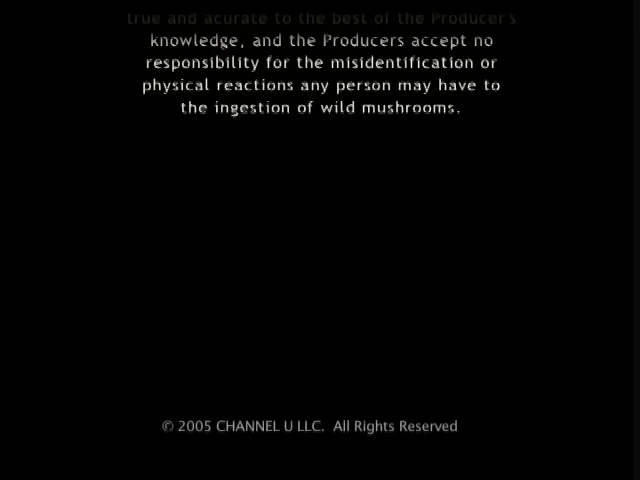 true and acurate to the best of the Producer's
knowledge, and the Producers accept no
responsibility for the misidentification or
physical reactions any person may have to
the ingestion of wild mushrooms.
© 2005 CHANNEL U LLC. All Rights Reserved